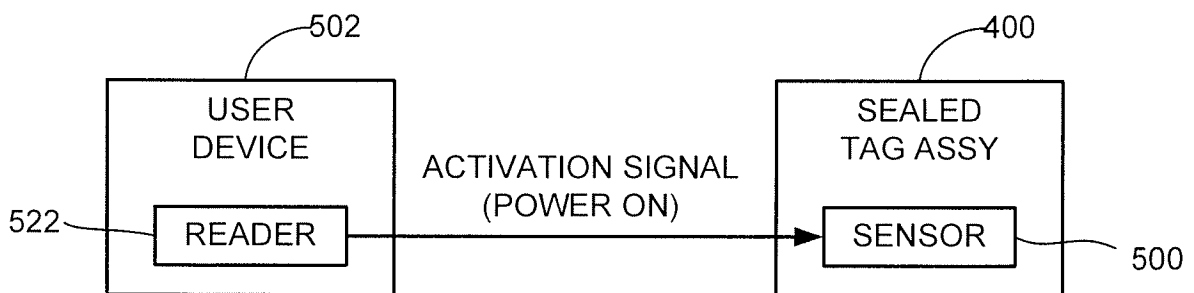 502
400
USER
DEVICE
SEALED
TAG ASSY
ACTIVATION SIGNAL
(POWER ON)
522
READER
SENSOR
500